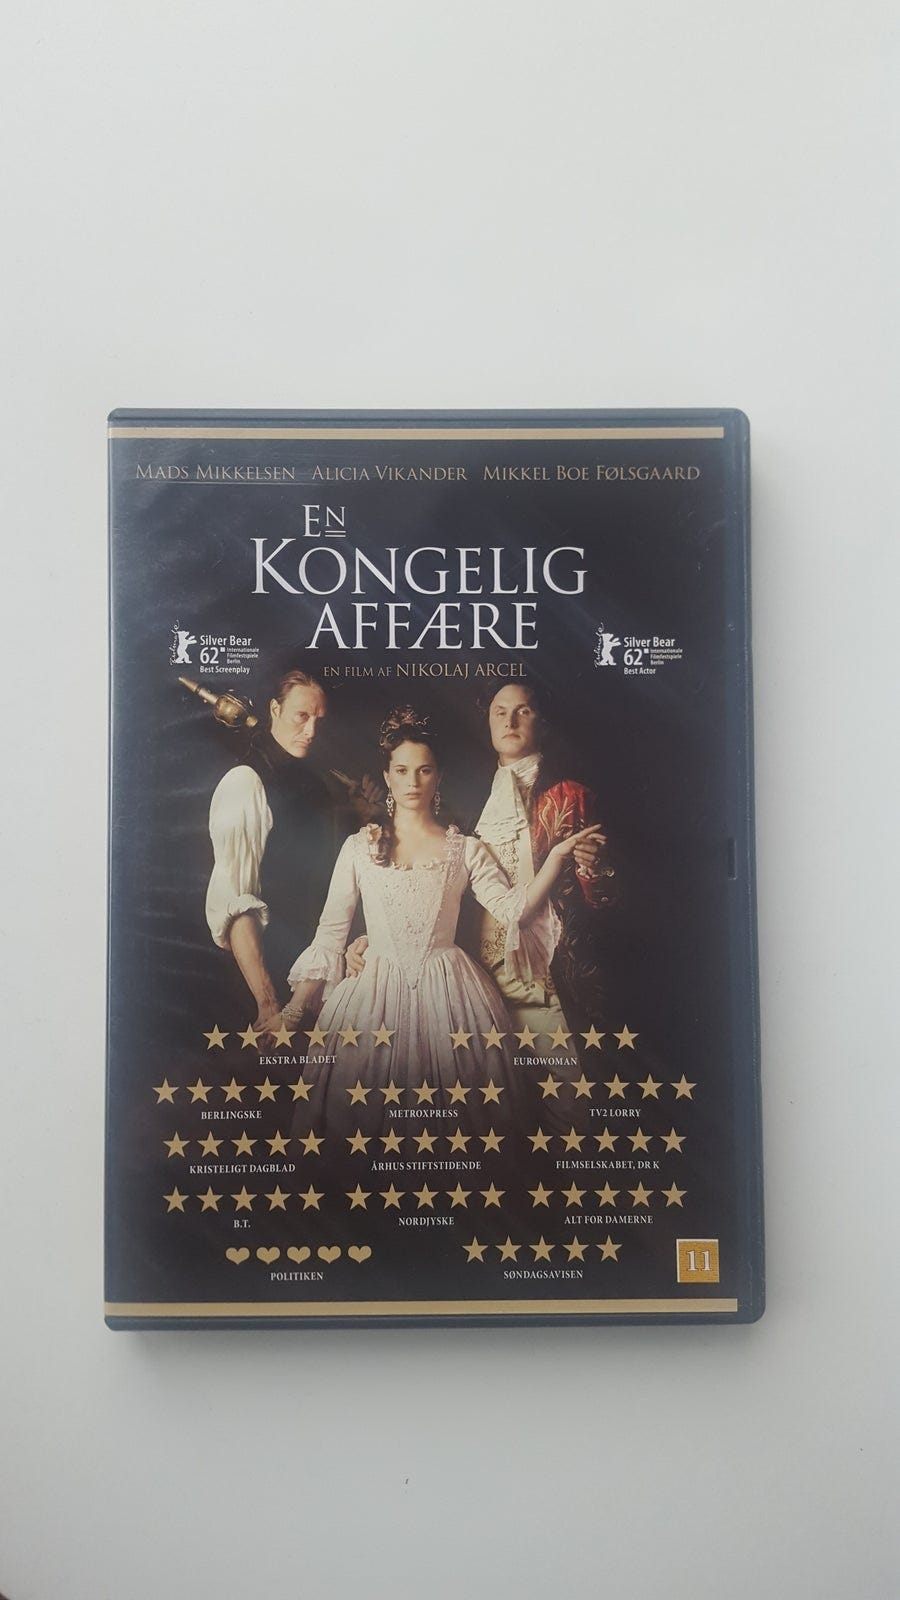 MADS MIKKELSEN ALICIA VIKANDER MIKKEL BOE FØLSGAARD
EN
KONGELIG
AFFÆRE
EN FILM AF NIKOLAJ ARCEL
Berlinale
Silver Bear
62
Internationale
Filmfestspiele
Berlin
Best Screenplay
Berlinale
Silver Bear
62
Internationale
Filmfestspiele
Berlin
Best Actor
EKSTRA BLADET EUROWOMAN
BERLINGSKE METROXPRESS TV2 LORRY
KRISTELIGT DAGBLAD ÅRHUS STIFTSTIDENDE FILMSELSKABET, DR K
B.T. NORDJYSKE ALT FOR DAMERNE
POLITIKEN SØNDAGSAVISEN
11